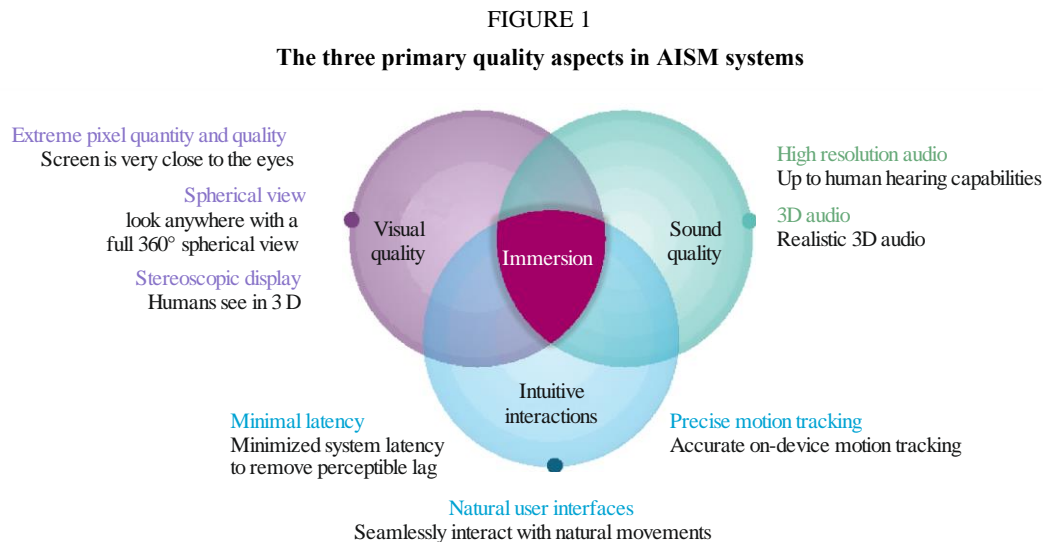 FIGURE 1
The three primary quality aspects in AISM systems
Extreme pixel quantity and quality
Screen is very close to the eyes
Spherical view
look anywhere with a
full 360° spherical view
Stereoscopic display
Humans see in 3 D
Visual
quality
Immersion
Sound
quality
High resolution audio
Up to human hearing capabilities
3D audio
Realistic 3D audio
Intuitive
interactions
Minimal latency
Minimized system latency
to remove perceptible lag
Precise motion tracking
Accurate on-device motion tracking
Natural user interfaces
Seamlessly interact with natural movements